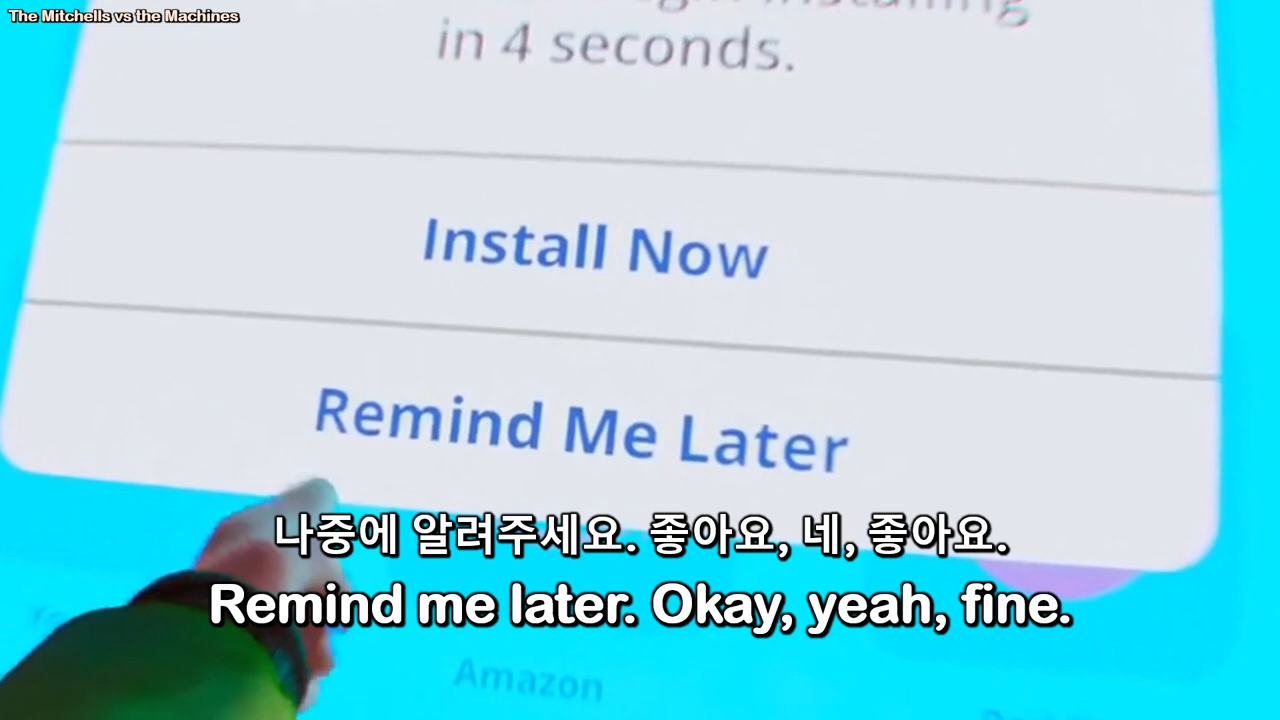 The Mitchells vs the Machines
in 4 seconds.
Install Now
Remind Me Later
나중에 알려주세요. 좋아요, 네, 좋아요.
Remind me later. Okay, yeah, fine.
Amazon